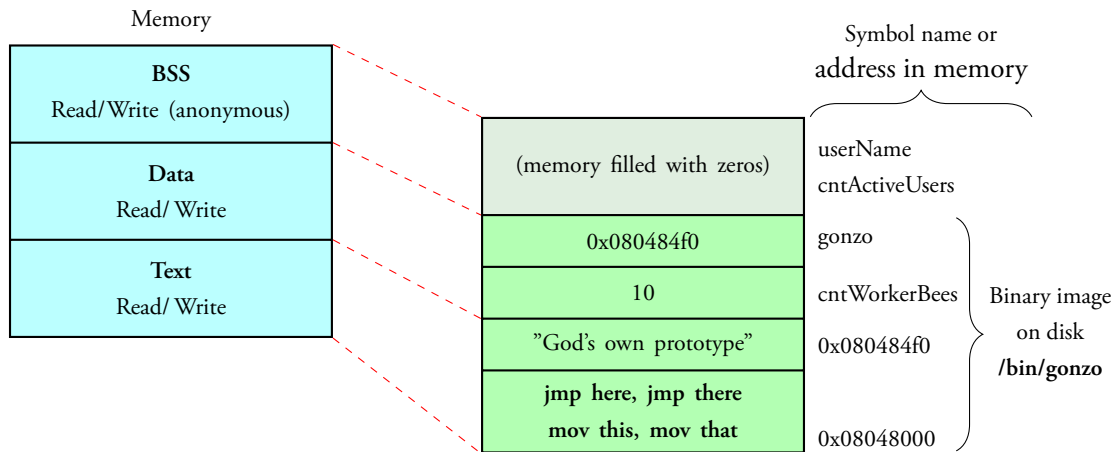 Memory
BSS
Read/Write (anonymous)
Data
Read/ Write
Text
Read/ Write
(memory filled with zeros)
0x080484f0
10
”God's own prototype”
jmp here, jmp there
mov this, mov that
Symbol name or
address in memory
userName
cntActiveUsers
gonzo
cntWorkerBees
0x080484f0
0x08048000
Binary image
on disk
/bin/gonzo